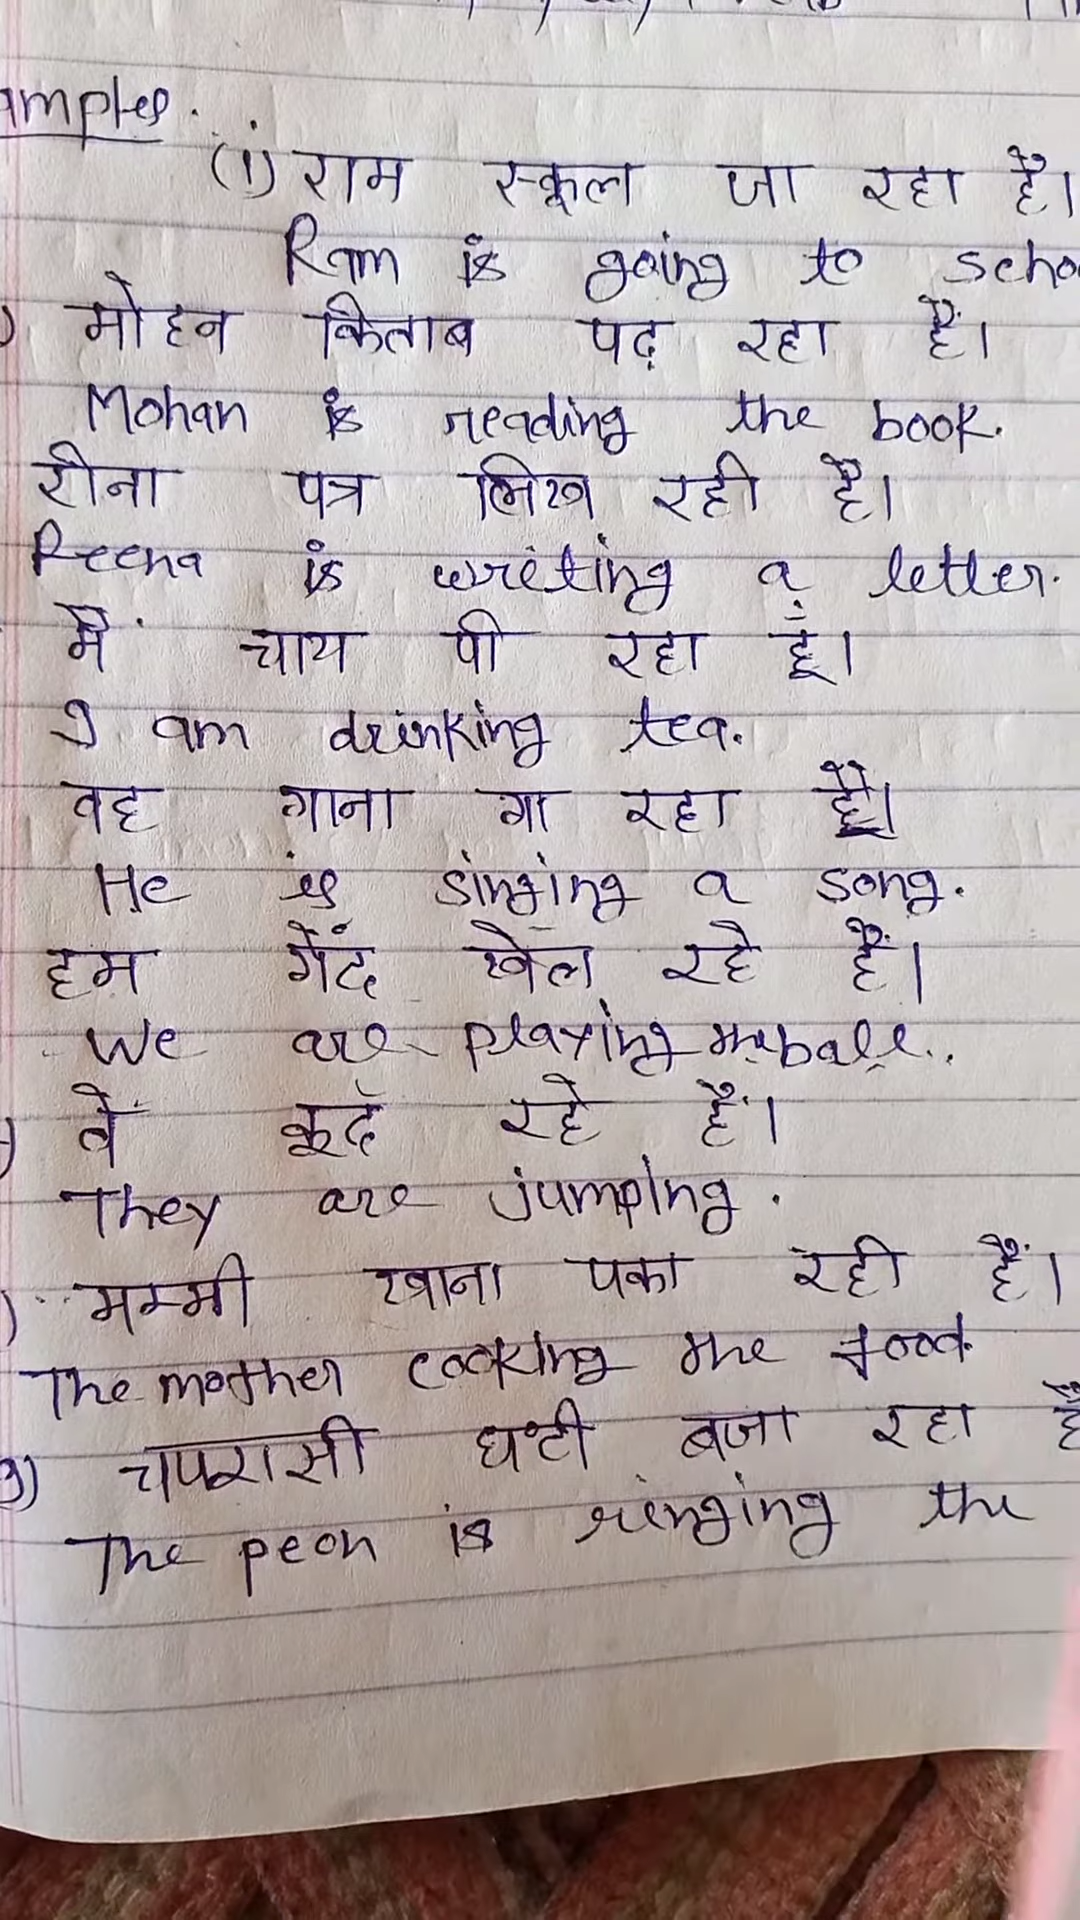 amples.
(1) राम स्कूल जा रहा है।
Ram is going to scho
) मोहन किताब पढ़ रहा हैं।
Mohan is reading the book.
रीना पत्र लिख रही है।
Reena is writing a letter.
मैं चाय पी रहा हूं।
I am drinking tea.
वह गाना गा रहा है।
He is singing a song.
हम गेंद खेल रहे हैं।
We are playing the ball.
वे कूद रहे हैं।
They are jumping.
) मम्मी खाना पका रही हैं।
The mother cooking the food.
9) चपरासी घंटी बजा रहा है
The peon is ringing the